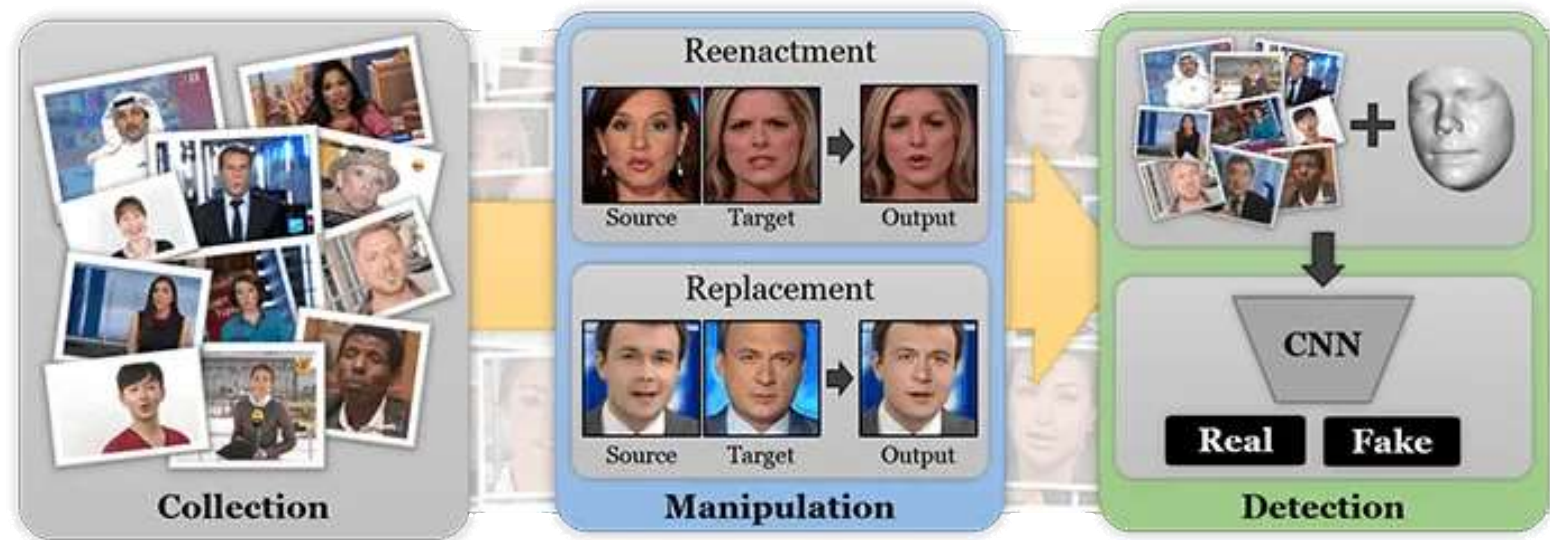 Collection
Reenactment
Source Target Output
Replacement
Source Target Output
Manipulation
+
CNN
Real Fake
Detection